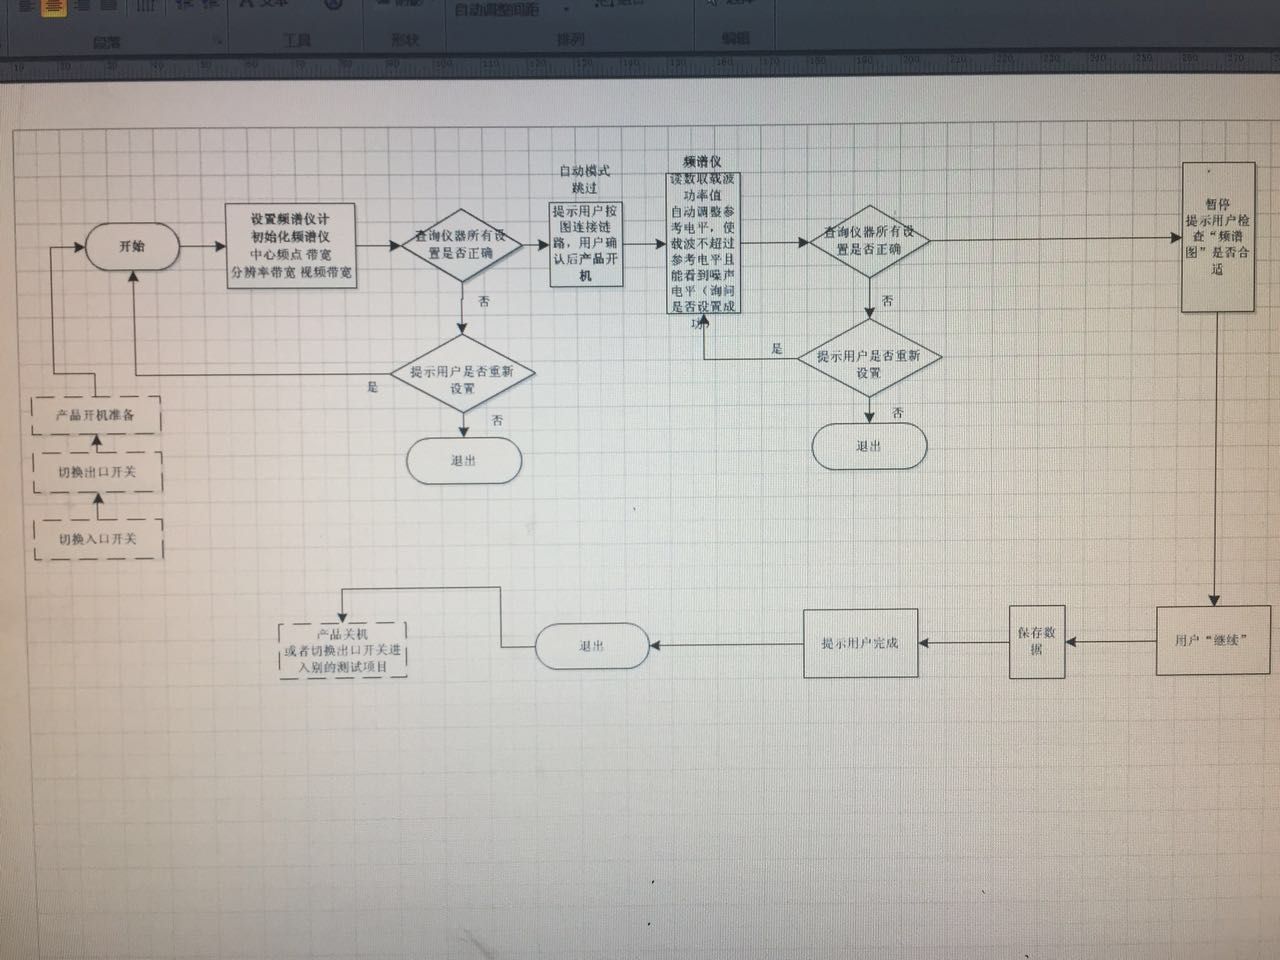 文本
自动调整间距
段落
工具
形状
排列
编辑
开始
设置频谱仪计
初始化频谱仪
中心频点 带宽
分辨率带宽 视频带宽
查询仪器所有设
置是否正确
自动模式
跳过
提示用户按
图连接链
路，用户确
认后产品开
机
频谱仪
读数取载波
功率值
自动调整参
考电平，使
载波不超过
参考电平且
能看到噪声
电平（询问
是否设置成
功）
查询仪器所有设
置是否正确
暂停
提示用户检
查“频谱
图”是否合
适
否
提示用户是否重新
设置
是
否
退出
否
提示用户是否重新
设置
是
否
退出
产品开机准备
切换出口开关
切换入口开关
产品关机
或者切换出口开关进
入别的测试项目
退出
提示用户完成
保存数
据
用户“继续”